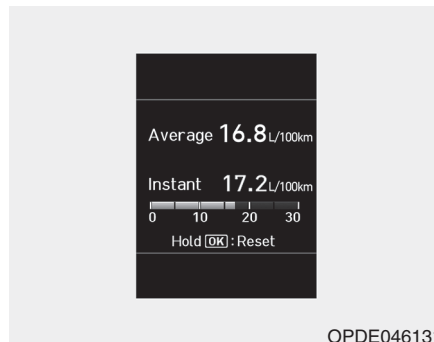 Average 16.8 L/100km
Instant 17.2 L/100km
0 10 20 30
Hold OK : Reset
OPDE04613